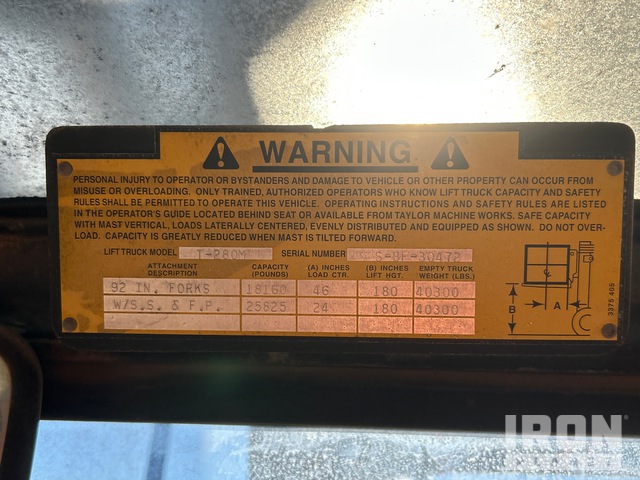 WARNING
PERSONAL INJURY TO OPERATOR OR BYSTANDERS AND DAMAGE TO VEHICLE OR OTHER PROPERTY CAN OCCUR FROM
MISUSE OR OVERLOADING. ONLY TRAINED, AUTHORIZED OPERATORS WHO KNOW LIFT TRUCK CAPACITY AND SAFETY
RULES SHALL BE PERMITTED TO OPERATE THIS VEHICLE. OPERATING INSTRUCTIONS AND SAFETY RULES ARE LISTED
IN THE OPERATOR'S GUIDE LOCATED BEHIND SEAT OR AVAILABLE FROM TAYLOR MACHINE WORKS. SAFE CAPACITY
WITH MAST VERTICAL, LOADS LATERALLY CENTERED, EVENLY DISTRIBUTED AND EQUIPPED AS SHOWN. DO NOT OVER-
LOAD. CAPACITY IS GREATLY REDUCED WHEN MAST IS TILTED FORWARD.
LIFT TRUCK MODEL T-280M SERIAL NUMBER S-8F-30472
ATTACHMENT DESCRIPTION CAPACITY (POUNDS) (A) INCHES LOAD CTR. (B) INCHES LIFT HGT. EMPTY TRUCK WEIGHT (LBS.)
92 IN. FORKS 18160 46 180 40300
W/S.S. & F.P. 25825 24 180 40300
A
B
3375 405
IRON